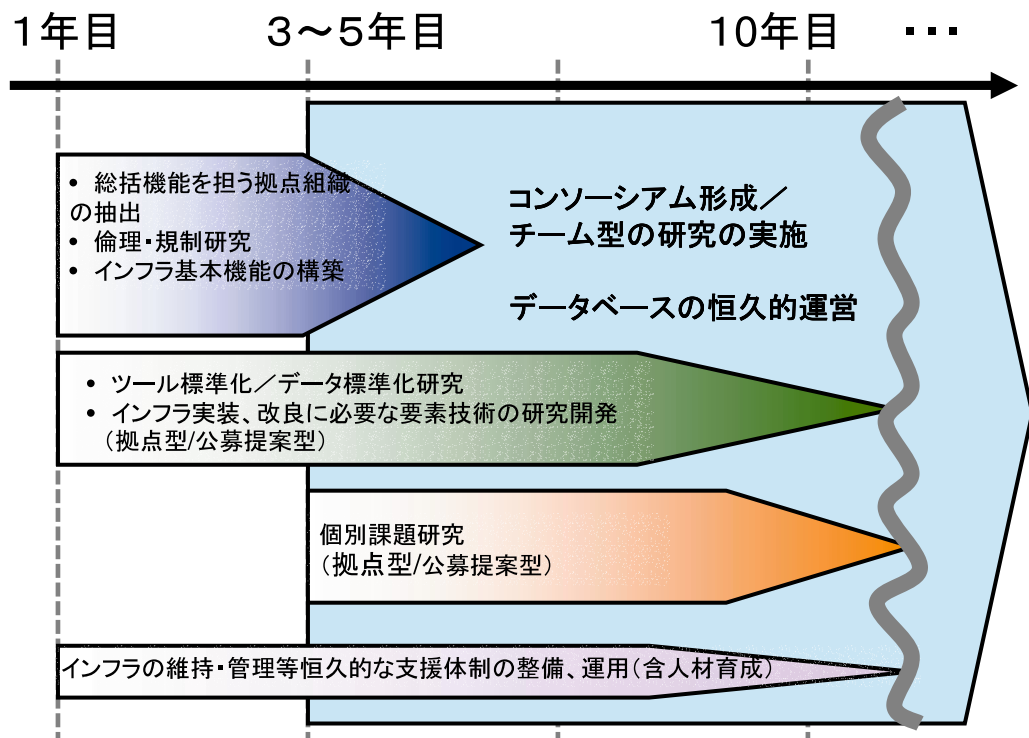 1年目 3～5年目 10年目 ･･･
• 総括機能を担う拠点組織
の抽出
• 倫理・規制研究
• インフラ基本機能の構築
コンソーシアム形成／
チーム型の研究の実施
データベースの恒久的運営
• ツール標準化／データ標準化研究
• インフラ実装、改良に必要な要素技術の研究開発
（拠点型/公募提案型）
個別課題研究
（拠点型/公募提案型）
インフラの維持・管理等恒久的な支援体制の整備、運用（含人材育成）